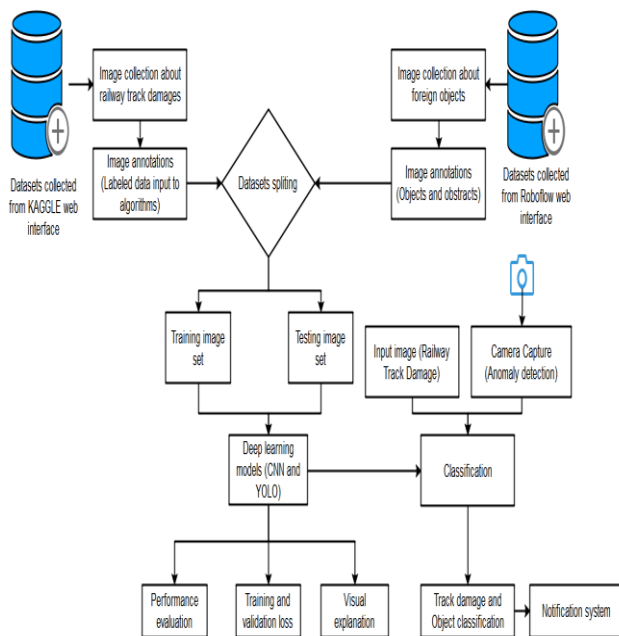 Image collection about
railway track damages
Image collection about
foreign objects
Datasets collected
from KAGGLE web
interface
Image annotations
(Labeled data input to
algorithms)
Datasets spliting
Image annotations
(Objects and obstracts)
Datasets collected
from Roboflow web
interface
Training image
set
Testing image
set
Input image (Railway
Track Damage)
Camera Capture
(Anomaly detection)
Deep learning
models (CNN and
YOLO)
Classification
Performance
evaluation
Training and
validation loss
Visual
explanation
Track damage and
Object classification
Notification system